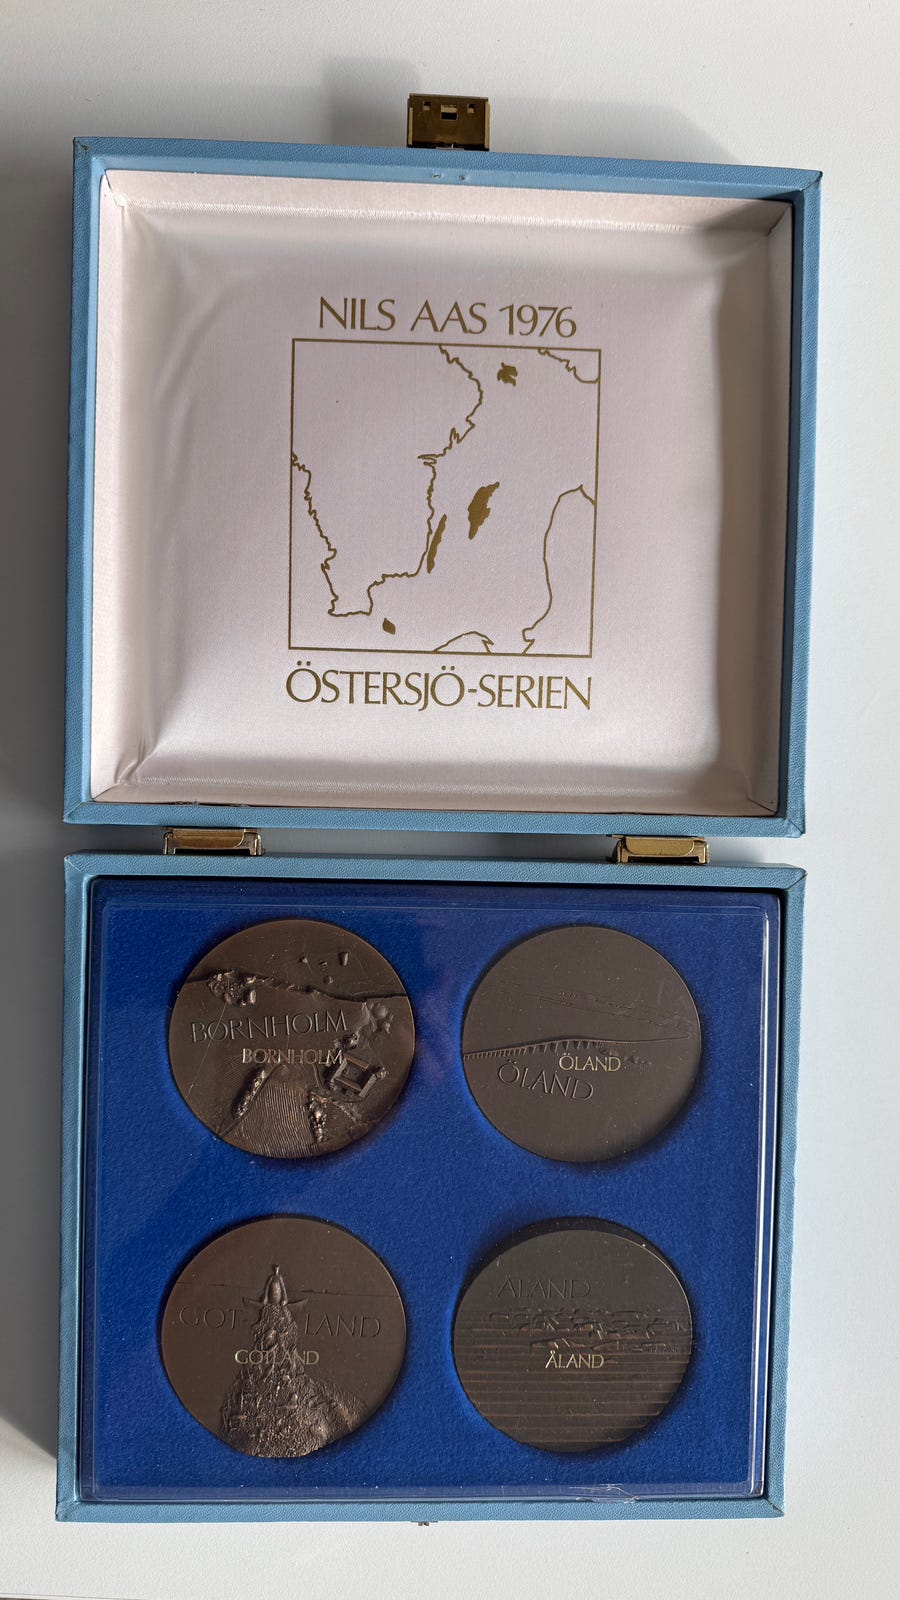 NILS AAS 1976
ÖSTERSJÖ-SERIEN
BORNHOLM
BORNHOLM
ÖLAND
ÖLAND
GOTLAND
GOTLAND
ÅLAND
ÅLAND